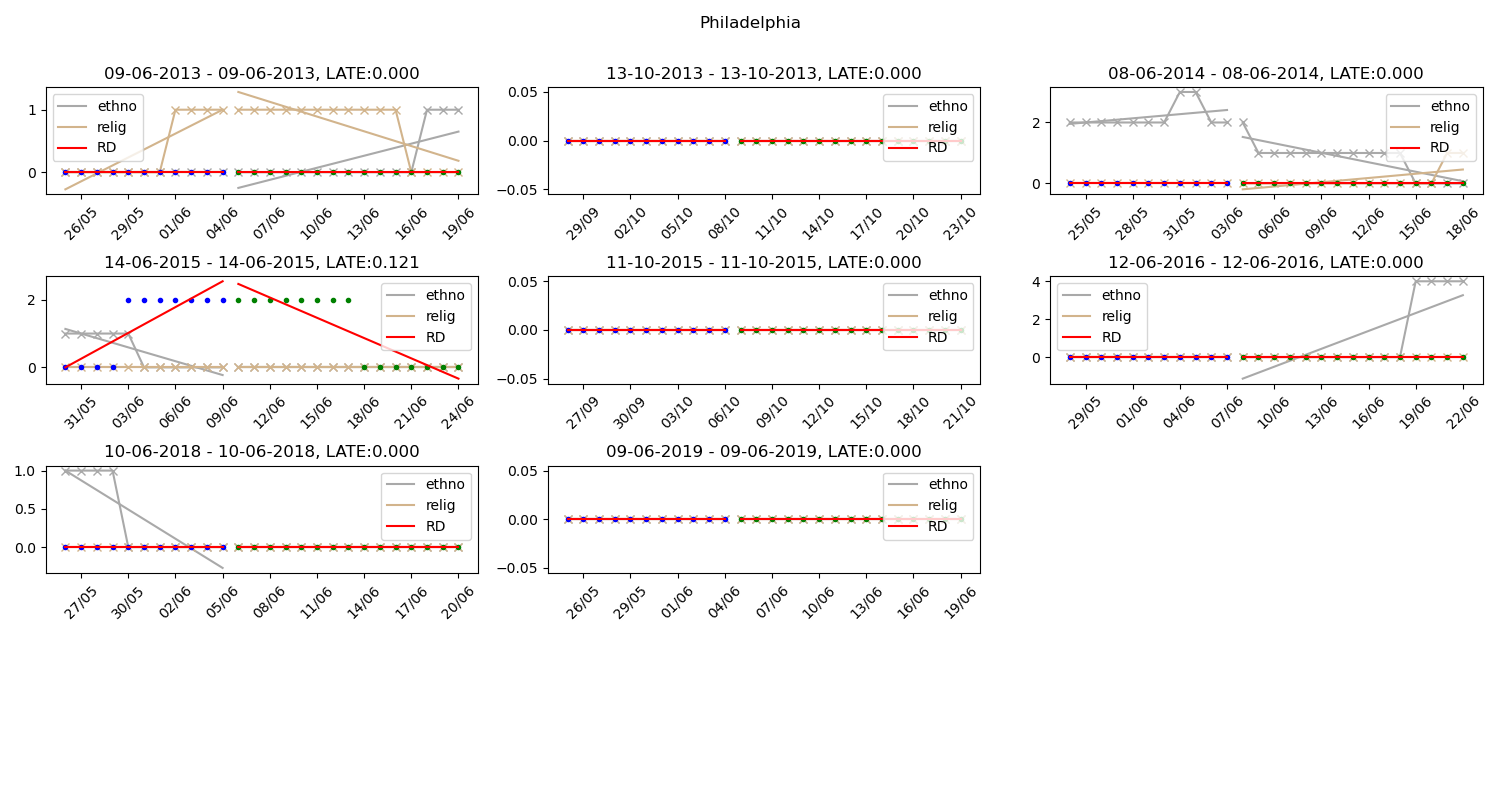 Philadelphia
09-06-2013 - 09-06-2013, LATE:0.000
1
0
ethno
relig
RD
26/05 29/05 01/06 04/06 07/06 10/06 13/06 16/06 19/06
13-10-2013 - 13-10-2013, LATE:0.000
0.05
0.00
−0.05
ethno
relig
RD
29/09 02/10 05/10 08/10 11/10 14/10 17/10 20/10 23/10
08-06-2014 - 08-06-2014, LATE:0.000
2
0
ethno
relig
RD
25/05 28/05 31/05 03/06 06/06 09/06 12/06 15/06 18/06
14-06-2015 - 14-06-2015, LATE:0.121
2
0
ethno
relig
RD
31/05 03/06 06/06 09/06 12/06 15/06 18/06 21/06 24/06
11-10-2015 - 11-10-2015, LATE:0.000
0.05
0.00
−0.05
ethno
relig
RD
27/09 30/09 03/10 06/10 09/10 12/10 15/10 18/10 21/10
12-06-2016 - 12-06-2016, LATE:0.000
4
2
0
ethno
relig
RD
29/05 01/06 04/06 07/06 10/06 13/06 16/06 19/06 22/06
10-06-2018 - 10-06-2018, LATE:0.000
1.0
0.5
0.0
ethno
relig
RD
27/05 30/05 02/06 05/06 08/06 11/06 14/06 17/06 20/06
09-06-2019 - 09-06-2019, LATE:0.000
0.05
0.00
−0.05
ethno
relig
RD
26/05 29/05 01/06 04/06 07/06 10/06 13/06 16/06 19/06